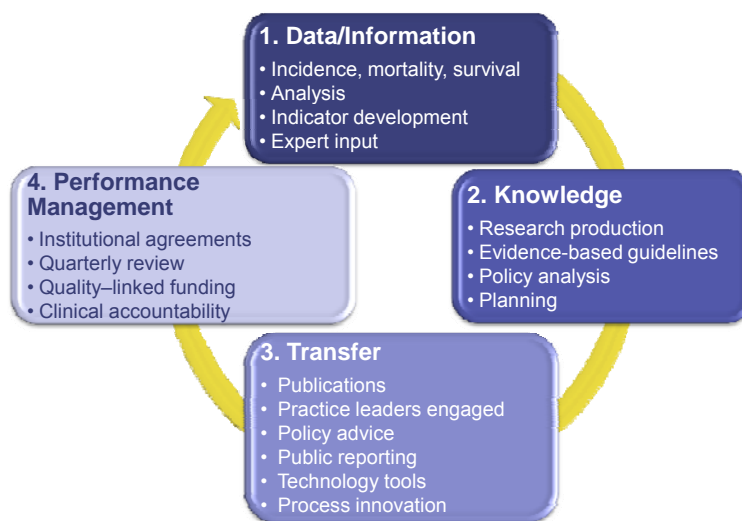 1. Data/Information
• Incidence, mortality, survival
• Analysis
• Indicator development
• Expert input
2. Knowledge
• Research production
• Evidence-based guidelines
• Policy analysis
• Planning
3. Transfer
• Publications
• Practice leaders engaged
• Policy advice
• Public reporting
• Technology tools
• Process innovation
4. Performance
Management
• Institutional agreements
• Quarterly review
• Quality–linked funding
• Clinical accountability